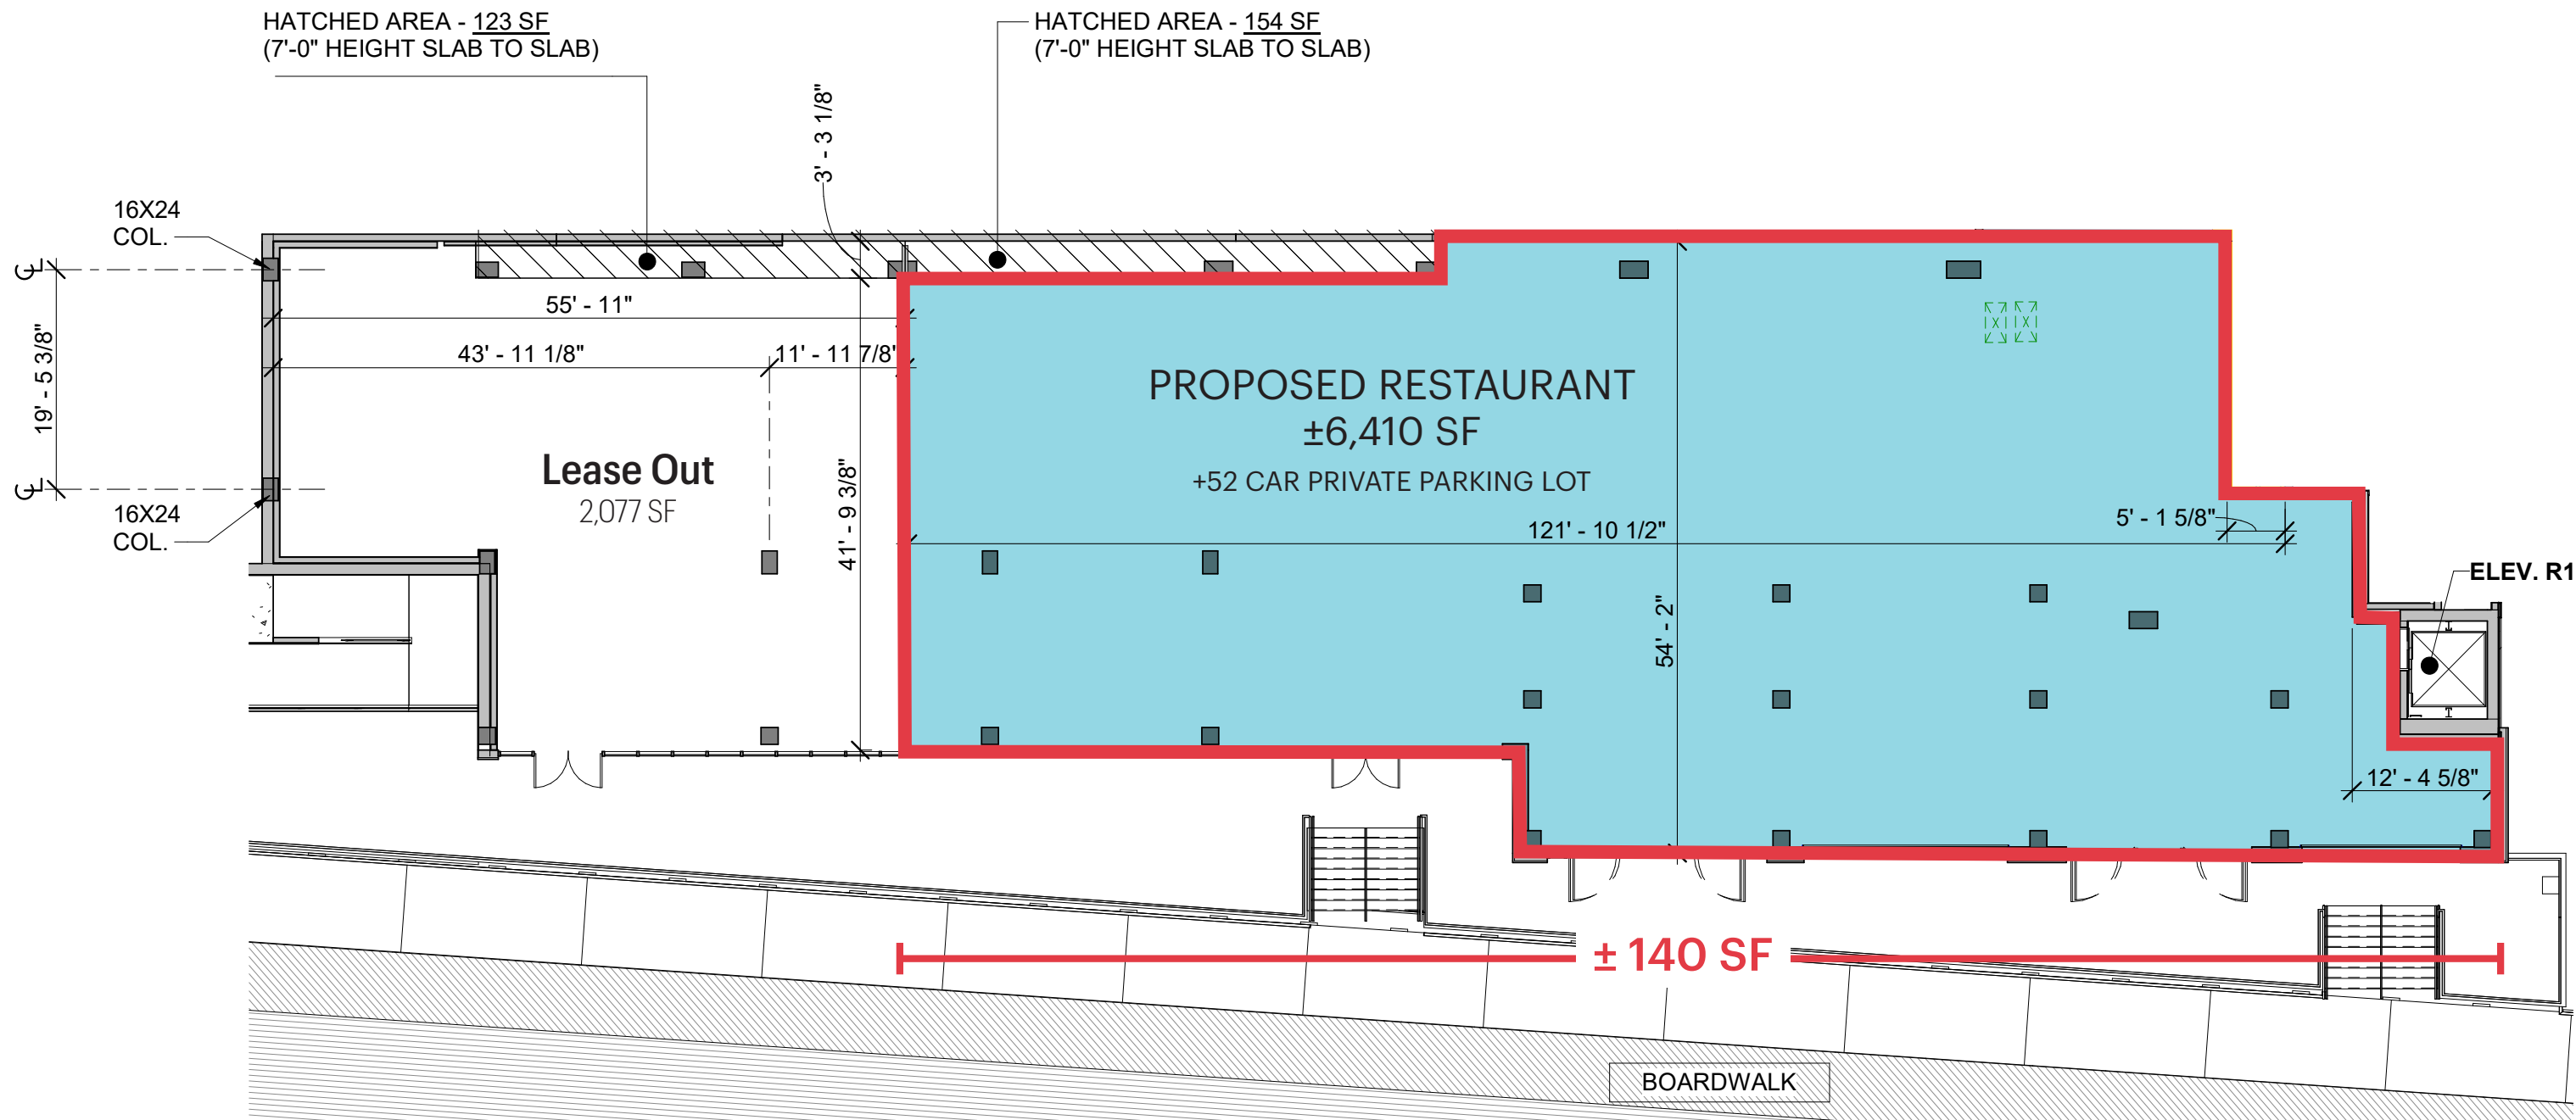 HATCHED AREA - 123 SF
(7'-0" HEIGHT SLAB TO SLAB)
HATCHED AREA - 154 SF
(7'-0" HEIGHT SLAB TO SLAB)
3' - 3 1/8"
16X24
COL.
CL
19' - 5 3/8"
CL
16X24
COL.
55' - 11"
43' - 11 1/8"
11' - 11 7/8"
Lease Out
2,077 SF
41' - 9 3/8"
PROPOSED RESTAURANT
±6,410 SF
+52 CAR PRIVATE PARKING LOT
121' - 10 1/2"
5' - 1 5/8"
54' - 2"
ELEV. R1
12' - 4 5/8"
± 140 SF
BOARDWALK